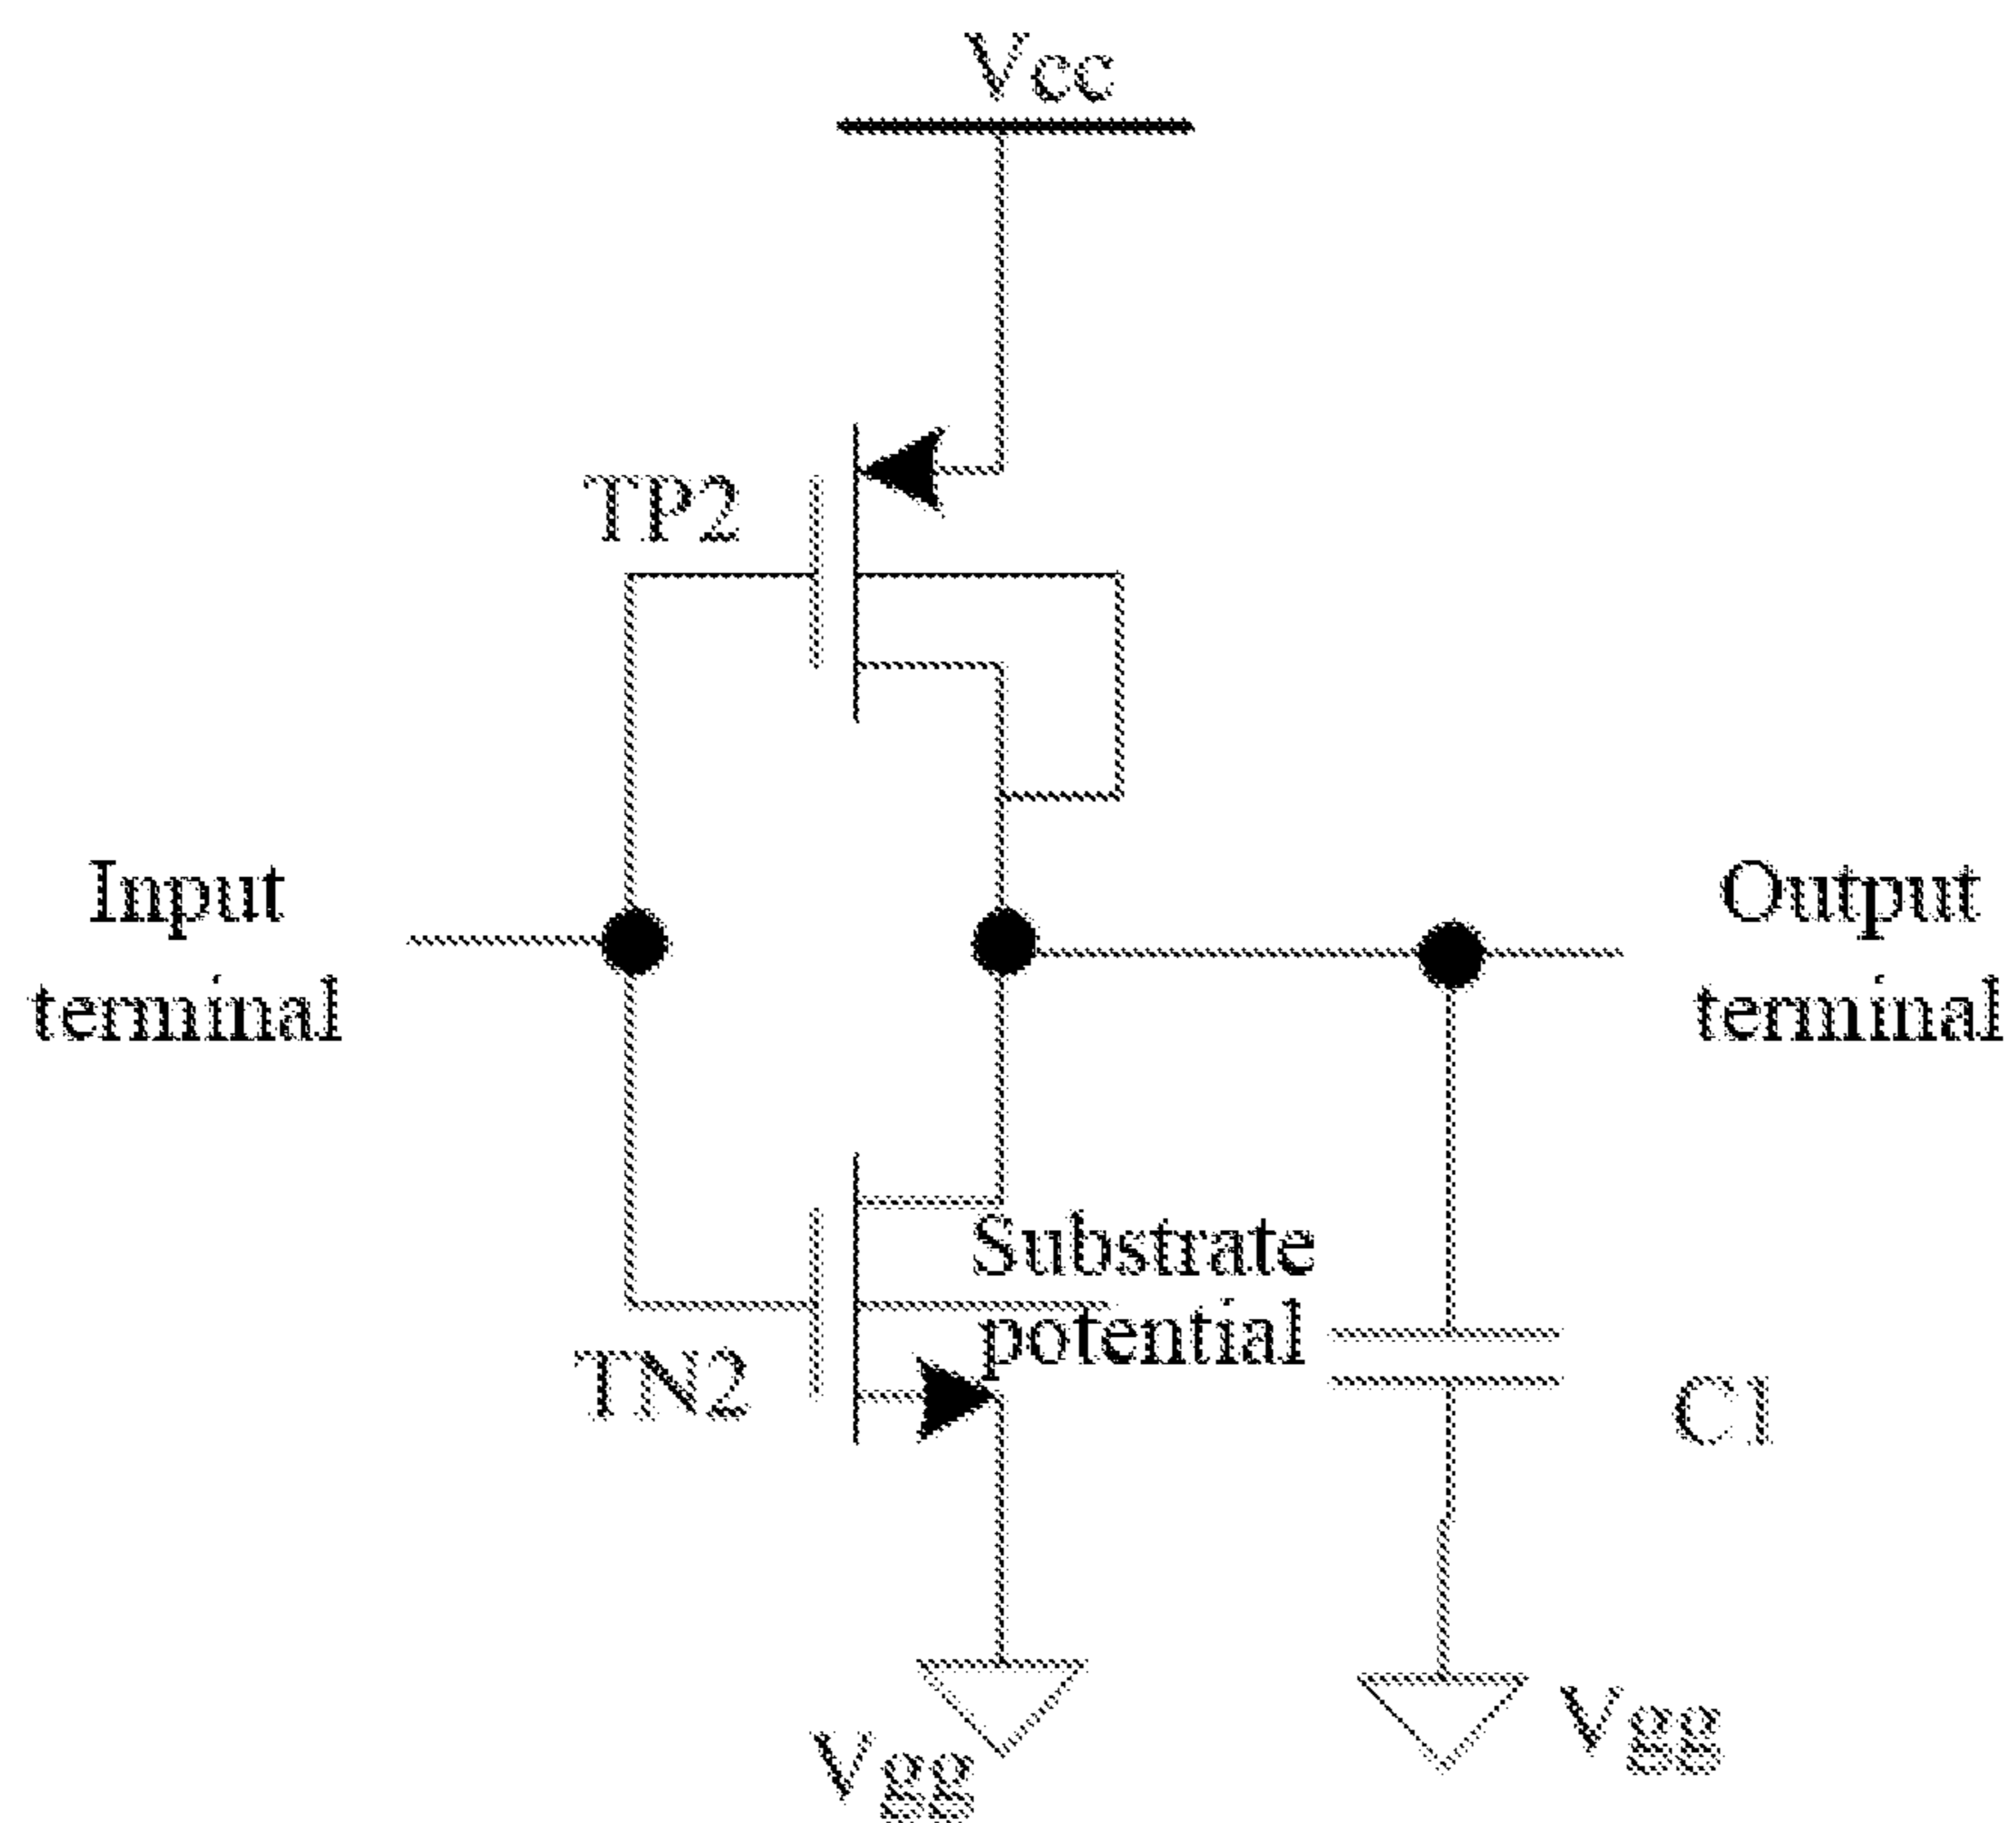 Vcc
TP2
Input
terminal
Output
terminal
Substrate
potential
TN2
C1
Vgg
Vgg